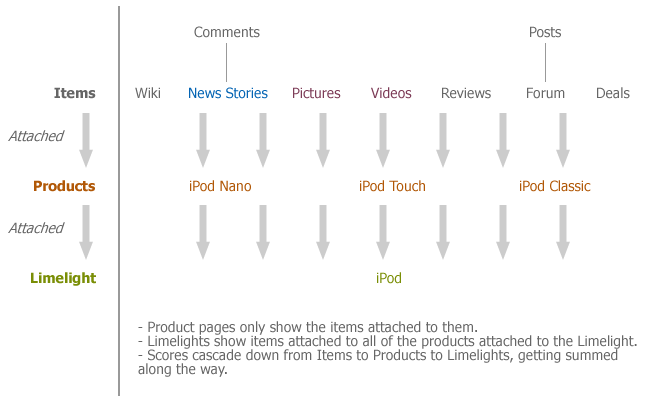 Comments Posts
Items Wiki News Stories Pictures Videos Reviews Forum Deals
Attached
Products iPod Nano iPod Touch iPod Classic
Attached
Limelight iPod
- Product pages only show the items attached to them.
- Limelights show items attached to all of the products attached to the Limelight.
- Scores cascade down from Items to Products to Limelights, getting summed
along the way.